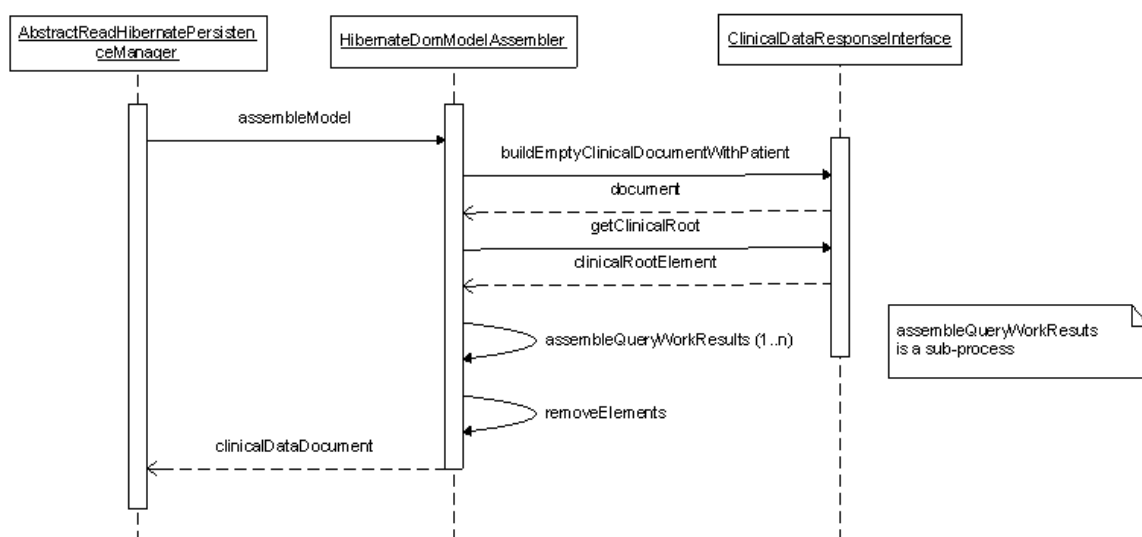 AbstractReadHibernatePersisten
ceManager
HibernateDomModelAssembler
ClinicalDataResponseInterface
assembleModel
buildEmptyClinicalDocumentWithPatient
document
getClinicalRoot
clinicalRootElement
assembleQueryWorkResults (1..n)
assembleQueryWorkResuts
is a sub-process
removeElements
clinicalDataDocument